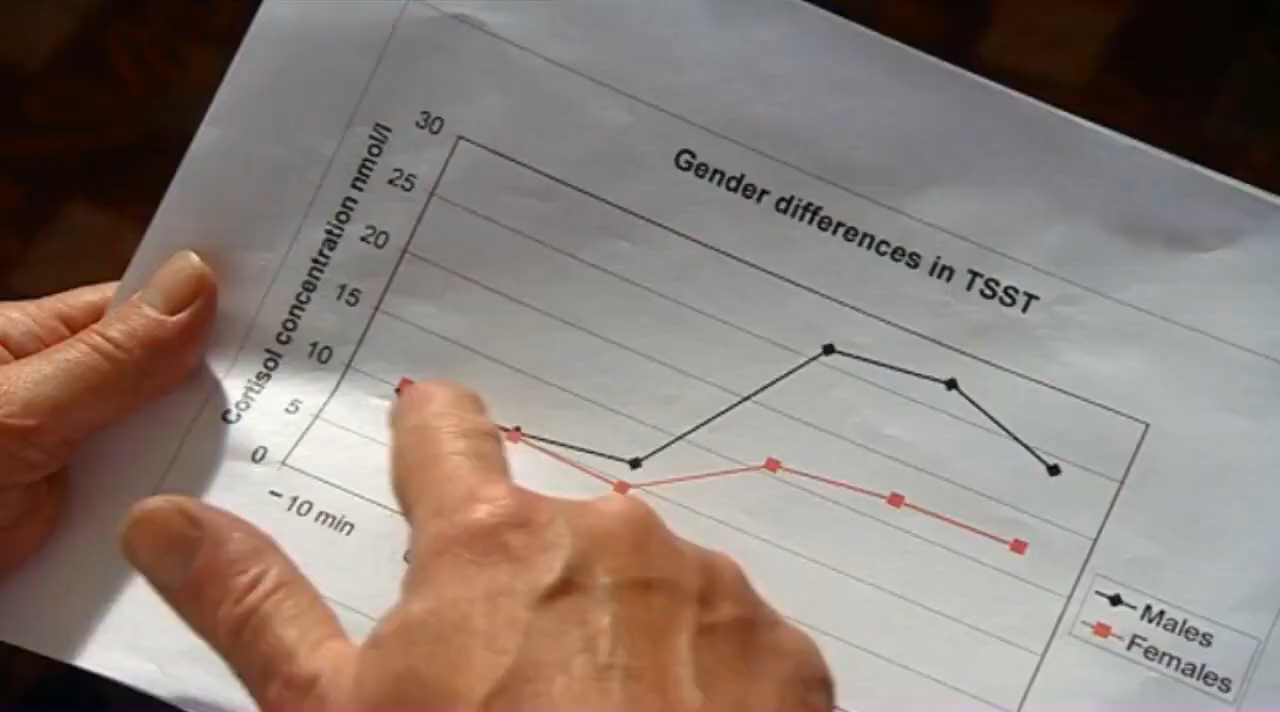 Gender differences in TSST
Cortisol concentration nmol/l
30
25
20
15
10
5
0
- 10 min
Males
Females